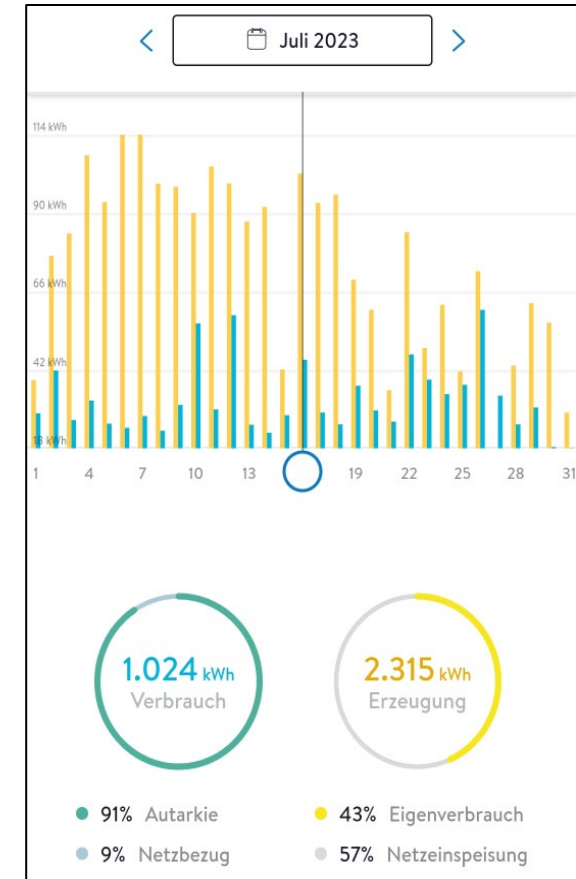 Juli 2023
114 kWh
90 kWh
66 kWh
42 kWh
18 kWh
1 4 7 10 13 19 22 25 28 31
1.024 kWh
Verbrauch
2.315 kWh
Erzeugung
91% Autarkie
43% Eigenverbrauch
9% Netzbezug
57% Netzeinspeisung